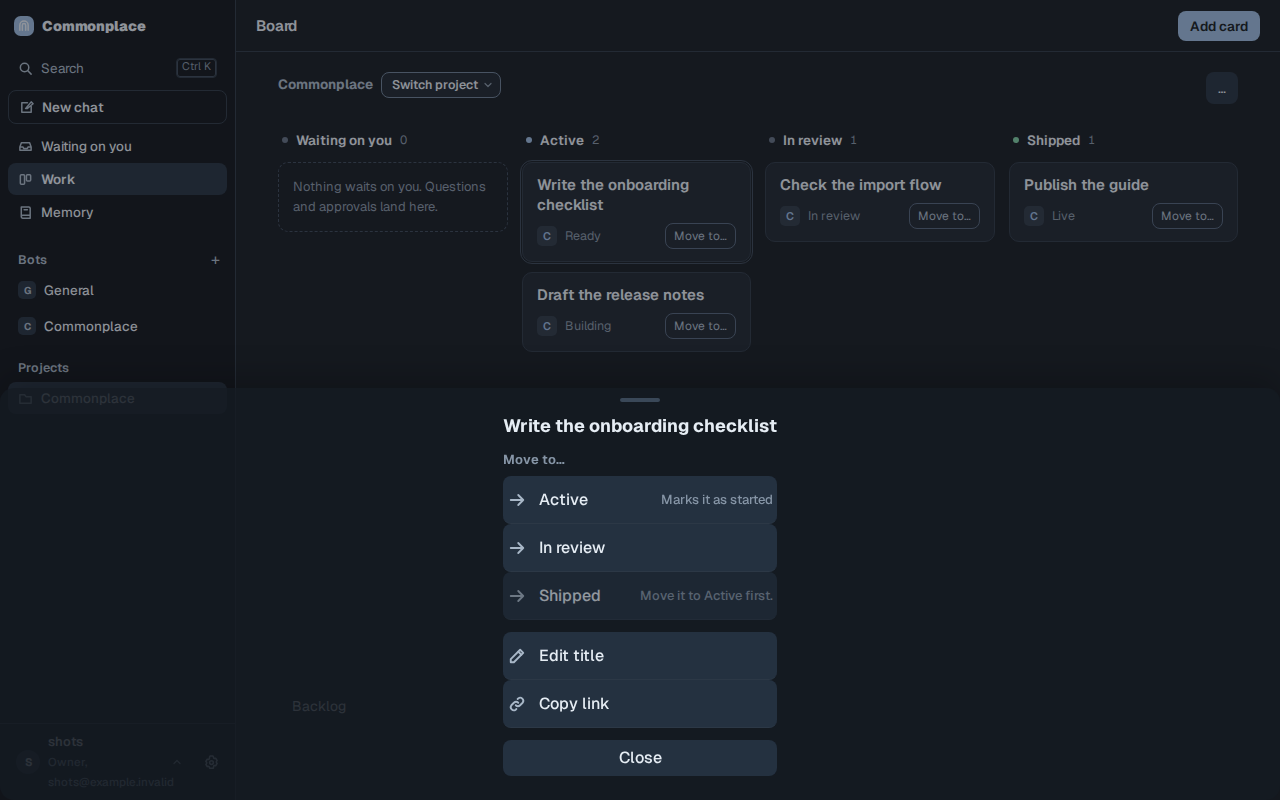 Commonplace
Search
Ctrl K
New chat
Waiting on you
Work
Memory
Bots
+
G General
C Commonplace
Projects
Commonplace
shots
S
Owner,
shots@example.invalid
Board
Add card
Commonplace
Switch project
...
Waiting on you 0
Nothing waits on you. Questions
and approvals land here.
Active 2
Write the onboarding
checklist
C Ready Move to...
Draft the release notes
C Building Move to...
In review 1
Check the import flow
C In review Move to...
Shipped 1
Publish the guide
C Live Move to...
Backlog
Write the onboarding checklist
Move to...
Active Marks it as started
In review
Shipped Move it to Active first.
Edit title
Copy link
Close